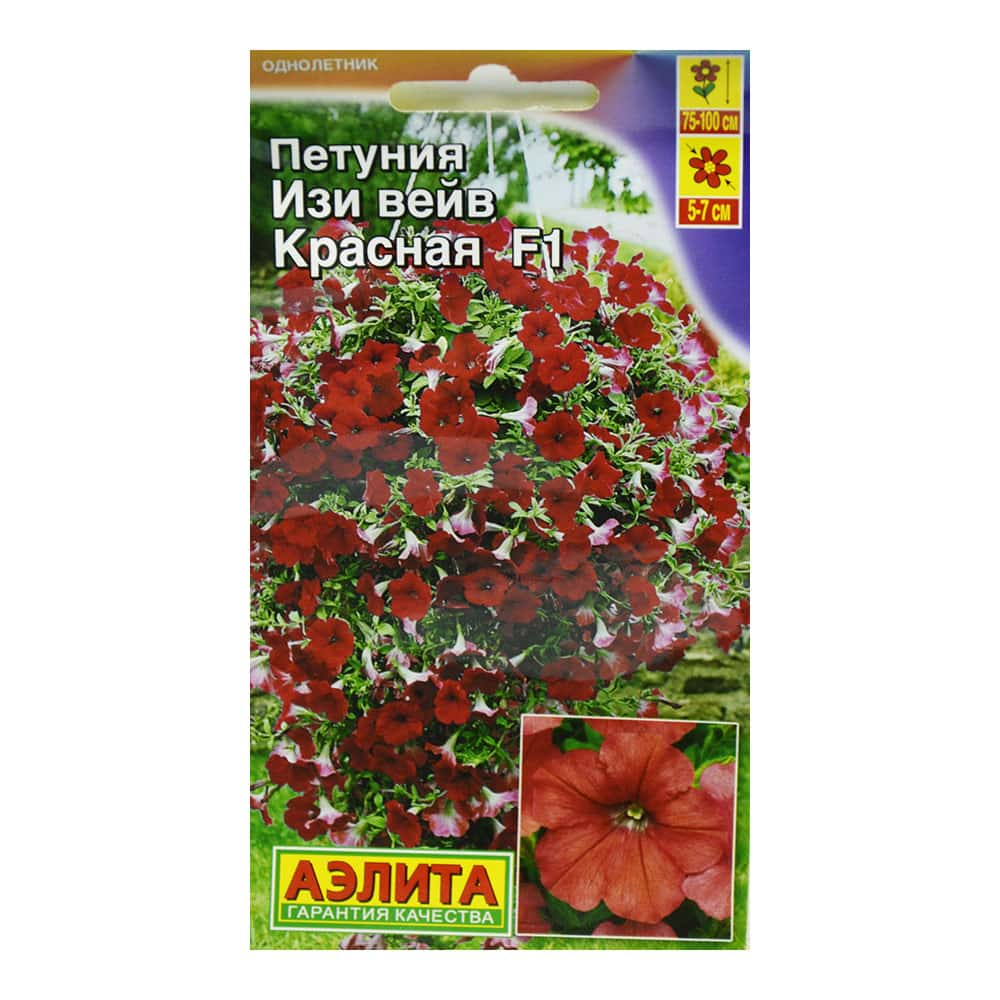 ОДНОЛЕТНИК
75-100 СМ
5-7 СМ
Петуния
Изи вейв
Красная F1
АЭЛИТА
ГАРАНТИЯ КАЧЕСТВА